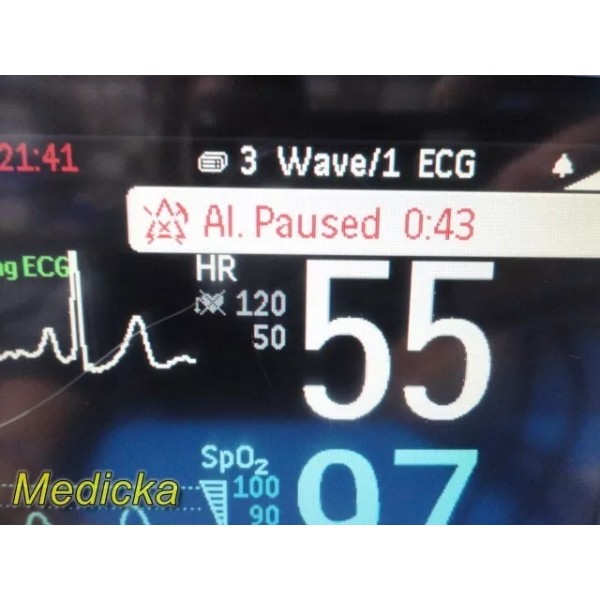 21:41
3 Wave/1 ECG
Al. Paused 0:43
g ECG
HR
120
50
55
SpO₂
100
90
97
Medicka